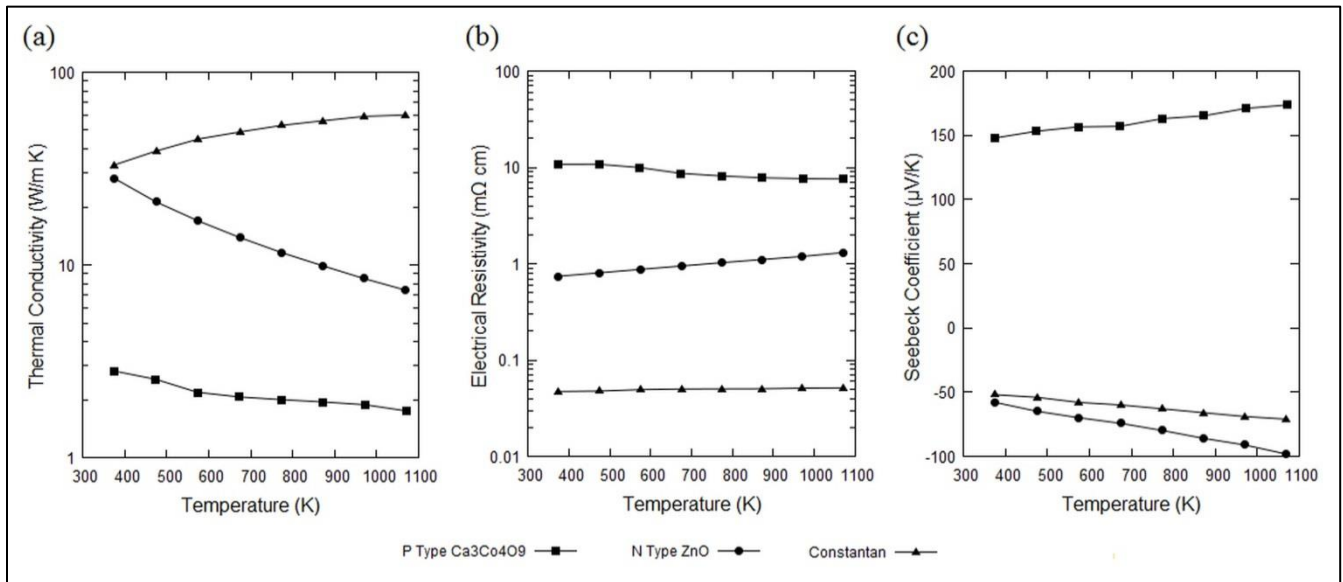 (a)
Thermal Conductivity (W/m K)
100
10
1
300 400 500 600 700 800 900 1000 1100
Temperature (K)
(b)
Electrical Resistivity (mΩ cm)
100
10
1
0.1
0.01
300 400 500 600 700 800 900 1000 1100
Temperature (K)
(c)
Seebeck Coefficient (µV/K)
200
150
100
50
0
-50
-100
300 400 500 600 700 800 900 1000 1100
Temperature (K)
P Type Ca3Co4O9 N Type ZnO Constantan